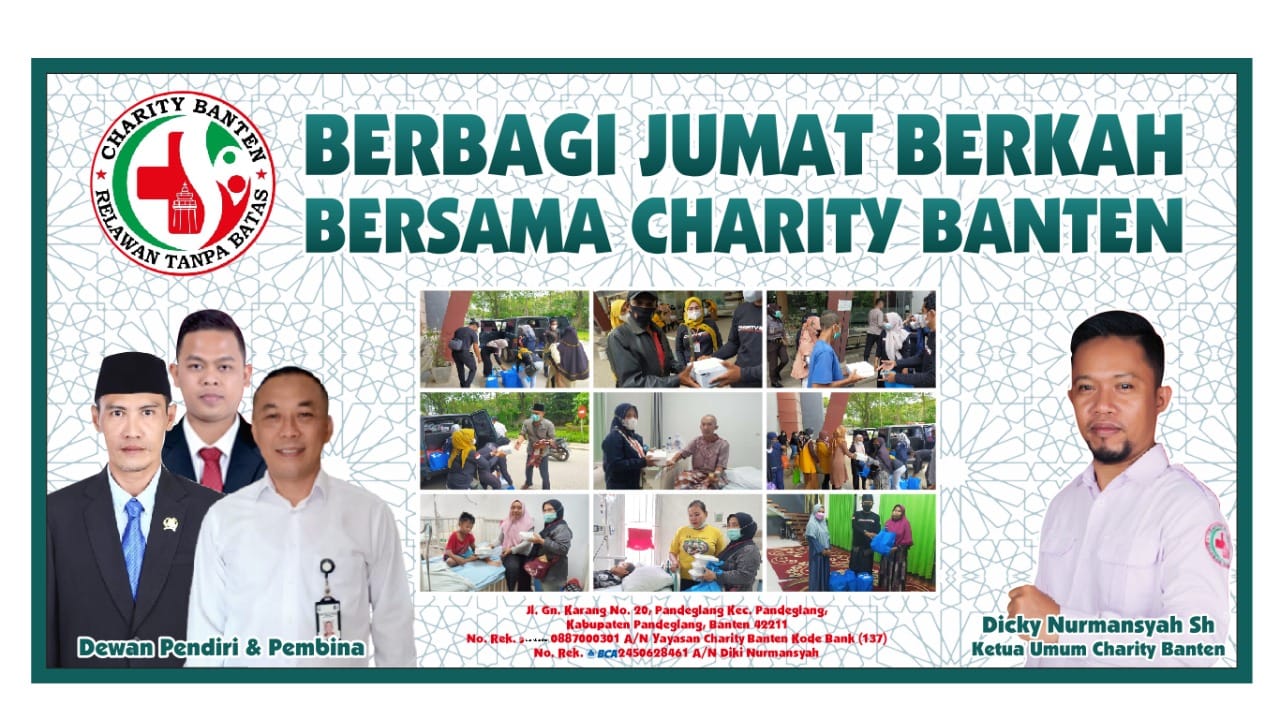 CHARITY BANTEN
RELAWAN TANPA BATAS
BERBAGI JUMAT BERKAH
BERSAMA CHARITY BANTEN
Jl. Gn. Karang No. 20, Pandeglang Kec. Pandeglang,
Kabupaten Pandeglang, Banten 42211
No. Rek. 0887000301 A/N Yayasan Charity Banten Kode Bank (137)
No. Rek. BCA 2450628461 A/N Diki Nurmansyah
Dewan Pendiri & Pembina
Dicky Nurmansyah Sh
Ketua Umum Charity Banten